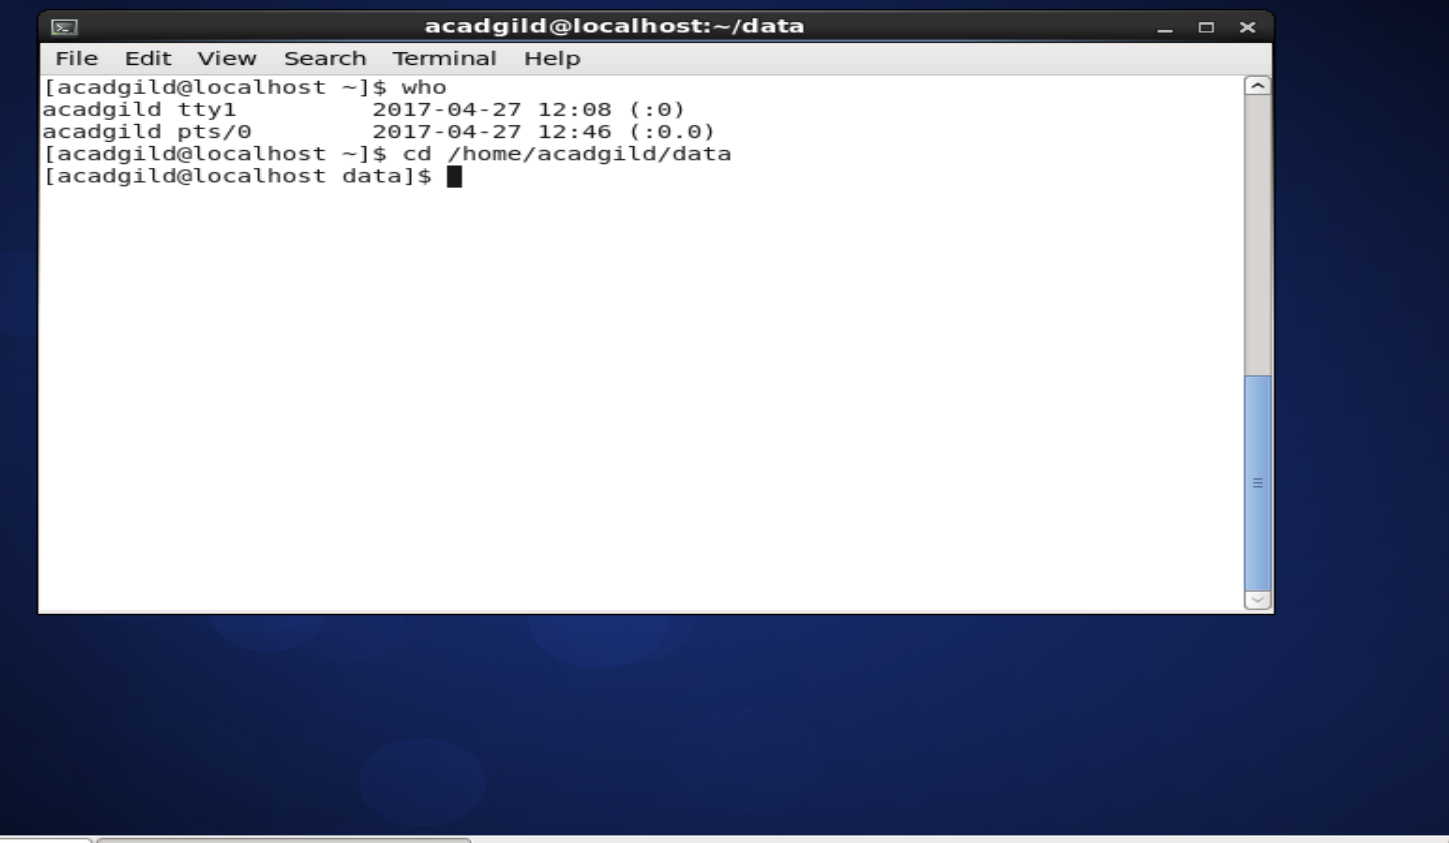 acadgild@localhost:~/data
File Edit View Search Terminal Help
[acadgild@localhost ~]$ who
acadgild tty1         2017-04-27 12:08 (:0)
acadgild pts/0        2017-04-27 12:46 (:0.0)
[acadgild@localhost ~]$ cd /home/acadgild/data
[acadgild@localhost data]$